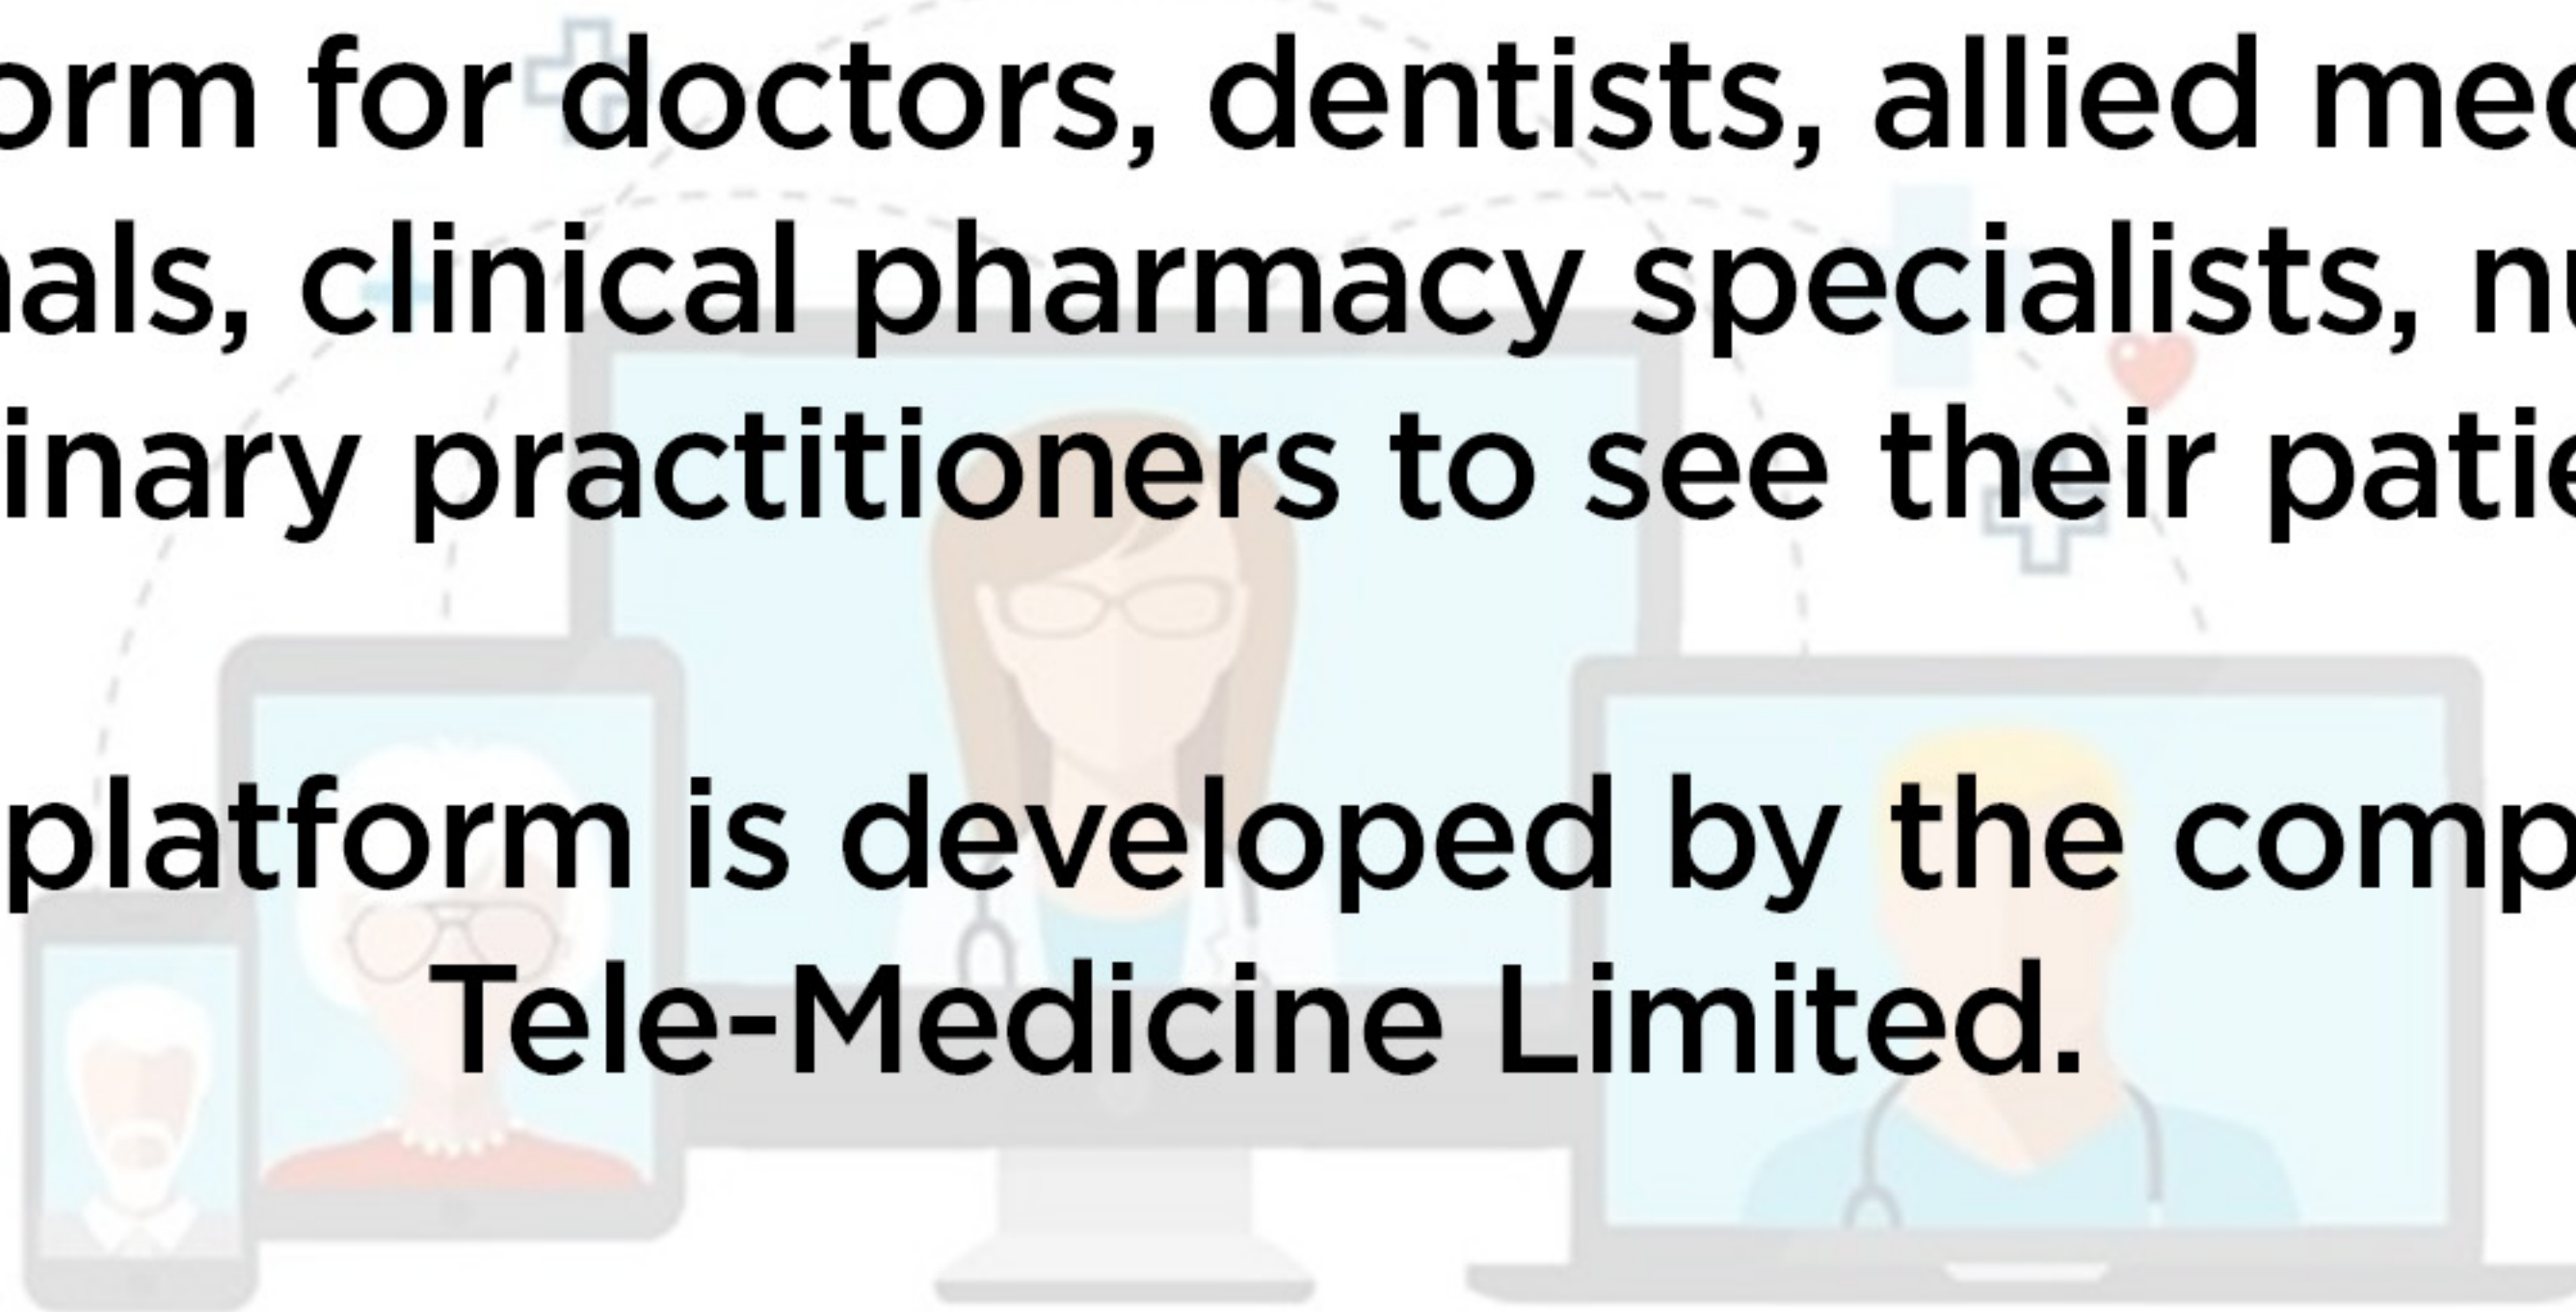 orm for doctors, dentists, allied med
nals, clinical pharmacy specialists, nu
inary practitioners to see their patie
platform is developed by the comp
Tele-Medicine Limited.